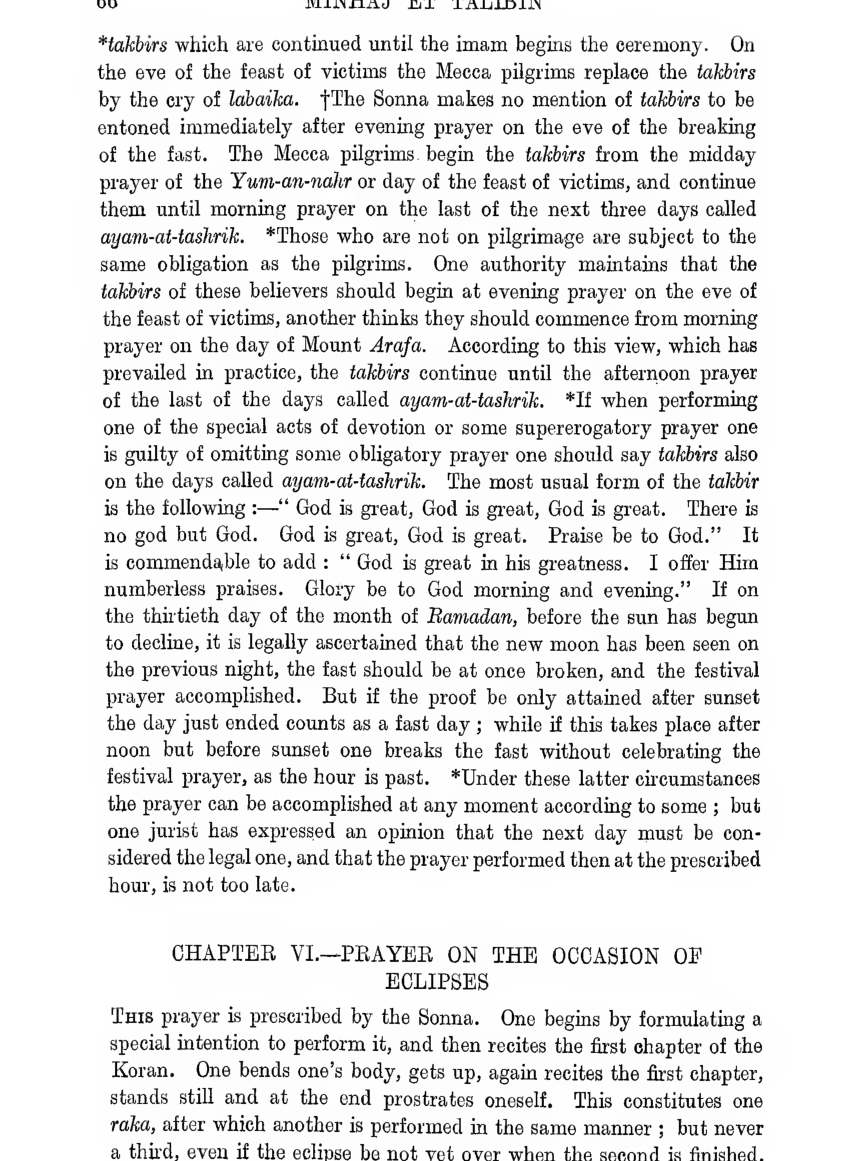 66 MINHAJ ET TALIBIN
*takbirs which are continued until the imam begins the ceremony. On
the eve of the feast of victims the Mecca pilgrims replace the takbirs
by the cry of labaika. †The Sonna makes no mention of takbirs to be
entoned immediately after evening prayer on the eve of the breaking
of the fast. The Mecca pilgrims begin the takbirs from the midday
prayer of the Yum-an-nahr or day of the feast of victims, and continue
them until morning prayer on the last of the next three days called
ayam-at-tashrik. *Those who are not on pilgrimage are subject to the
same obligation as the pilgrims. One authority maintains that the
takbirs of these believers should begin at evening prayer on the eve of
the feast of victims, another thinks they should commence from morning
prayer on the day of Mount Arafa. According to this view, which has
prevailed in practice, the takbirs continue until the afternoon prayer
of the last of the days called ayam-at-tashrik. *If when performing
one of the special acts of devotion or some supererogatory prayer one
is guilty of omitting some obligatory prayer one should say takbirs also
on the days called ayam-at-tashrik. The most usual form of the takbir
is the following :—“ God is great, God is great, God is great. There is
no god but God. God is great, God is great. Praise be to God.” It
is commendable to add : “ God is great in his greatness. I offer Him
numberless praises. Glory be to God morning and evening.” If on
the thirtieth day of the month of Ramadan, before the sun has begun
to decline, it is legally ascertained that the new moon has been seen on
the previous night, the fast should be at once broken, and the festival
prayer accomplished. But if the proof be only attained after sunset
the day just ended counts as a fast day ; while if this takes place after
noon but before sunset one breaks the fast without celebrating the
festival prayer, as the hour is past. *Under these latter circumstances
the prayer can be accomplished at any moment according to some ; but
one jurist has expressed an opinion that the next day must be con-
sidered the legal one, and that the prayer performed then at the prescribed
hour, is not too late.
CHAPTER VI.—PRAYER ON THE OCCASION OF
ECLIPSES
THIS prayer is prescribed by the Sonna. One begins by formulating a
special intention to perform it, and then recites the first chapter of the
Koran. One bends one’s body, gets up, again recites the first chapter,
stands still and at the end prostrates oneself. This constitutes one
raka, after which another is performed in the same manner ; but never
a third, even if the eclipse be not yet over when the second is finished.